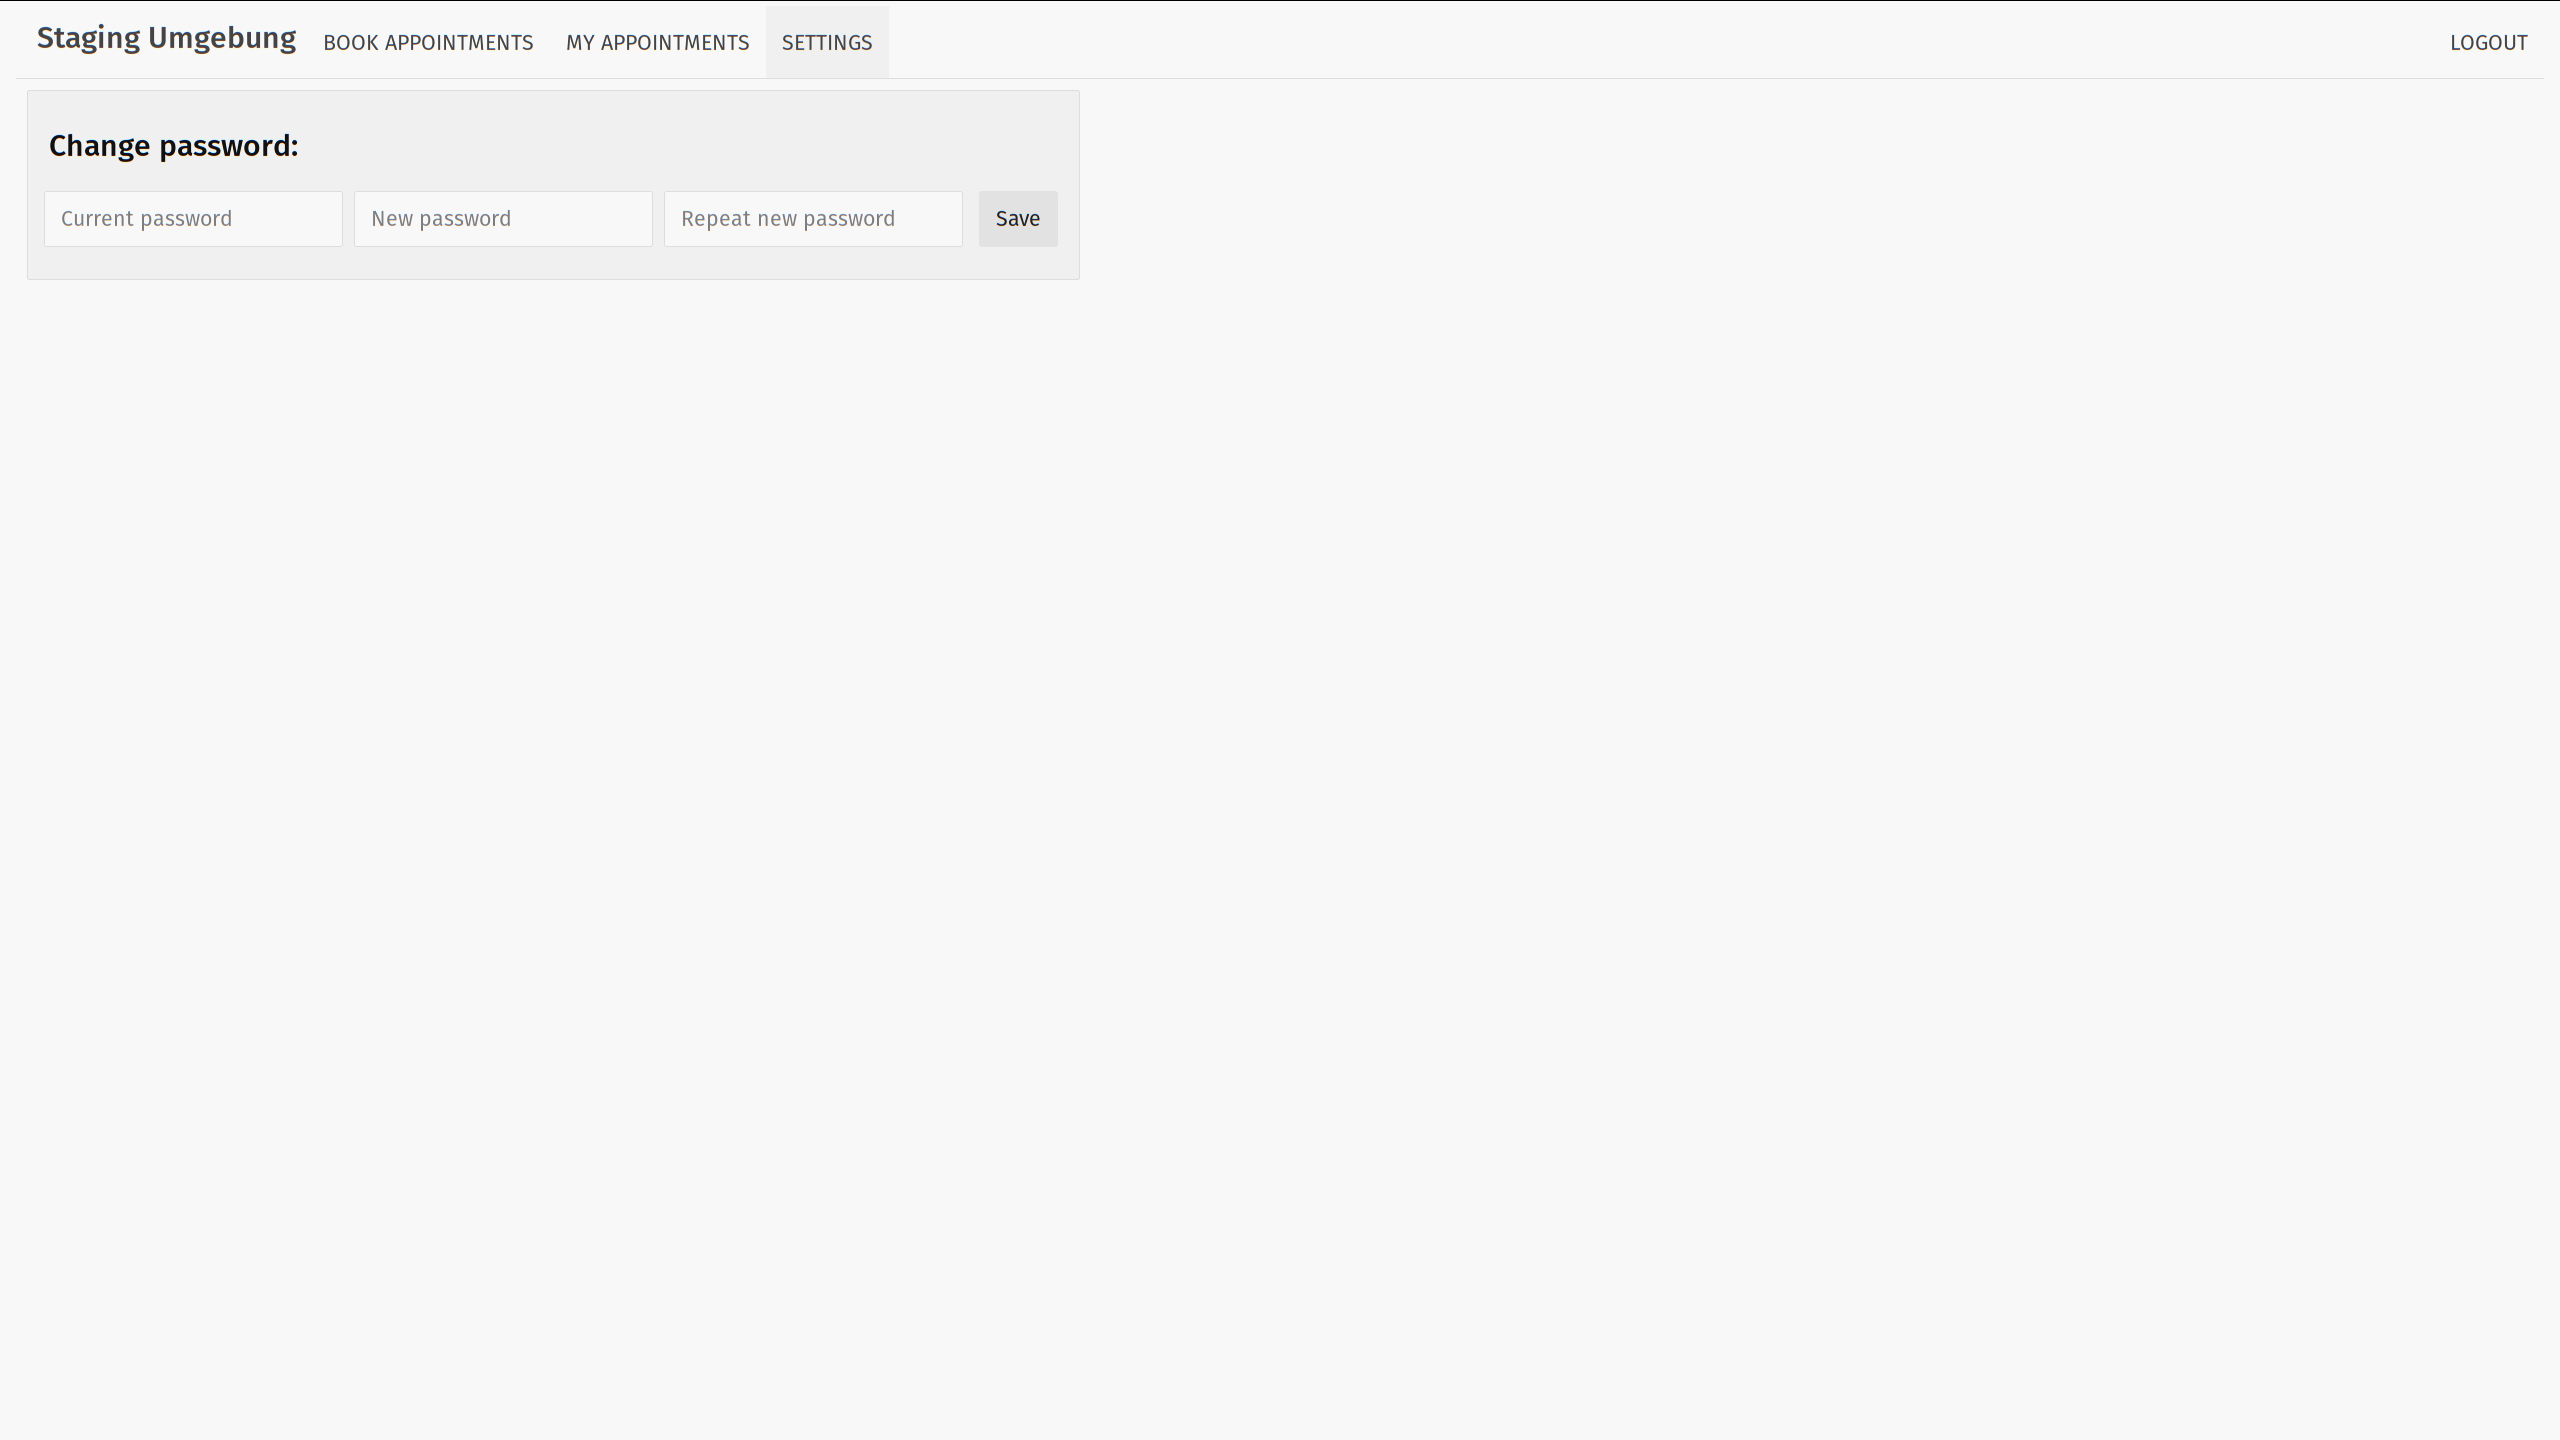 Staging Umgebung BOOK APPOINTMENTS MY APPOINTMENTS SETTINGS LOGOUT
Change password:
Current password New password Repeat new password Save